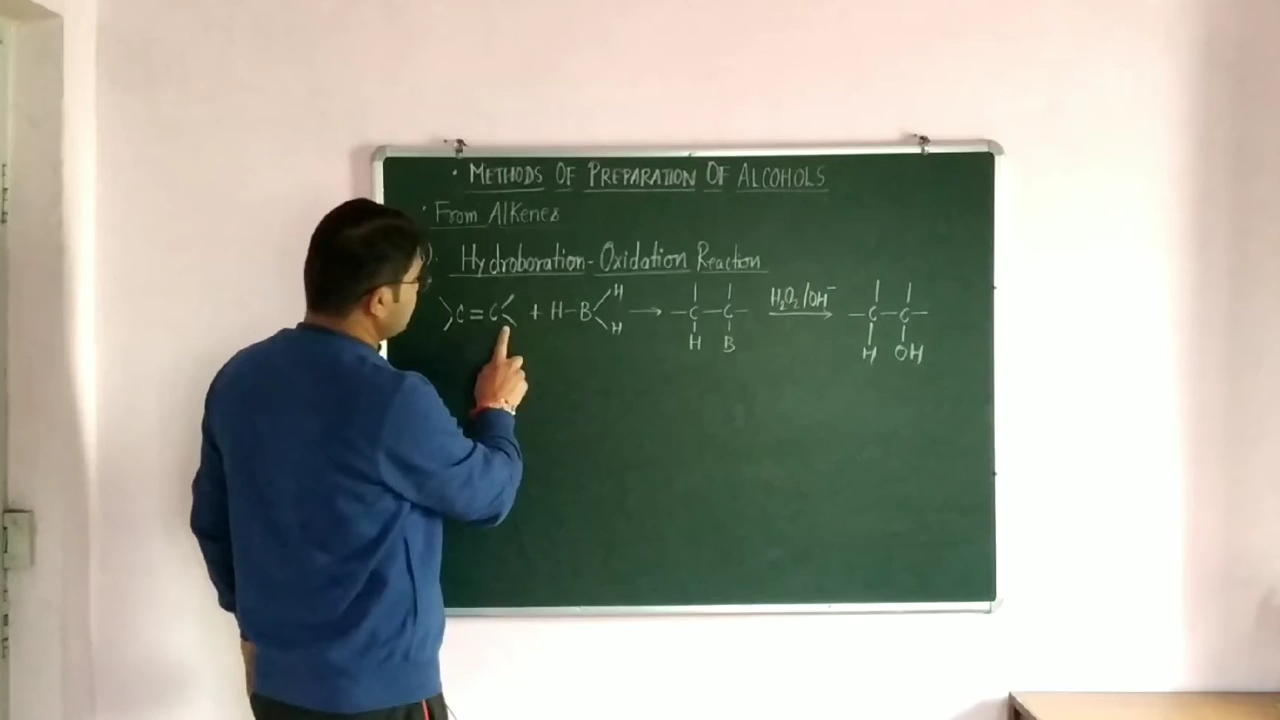 · METHODS OF PREPARATION OF ALCOHOLS
· From Alkenes
). Hydroboration-Oxidation Reaction
>C=C< + H-B<H H → -C-C- H B H₂O₂/OH⁻ → -C-C- H OH